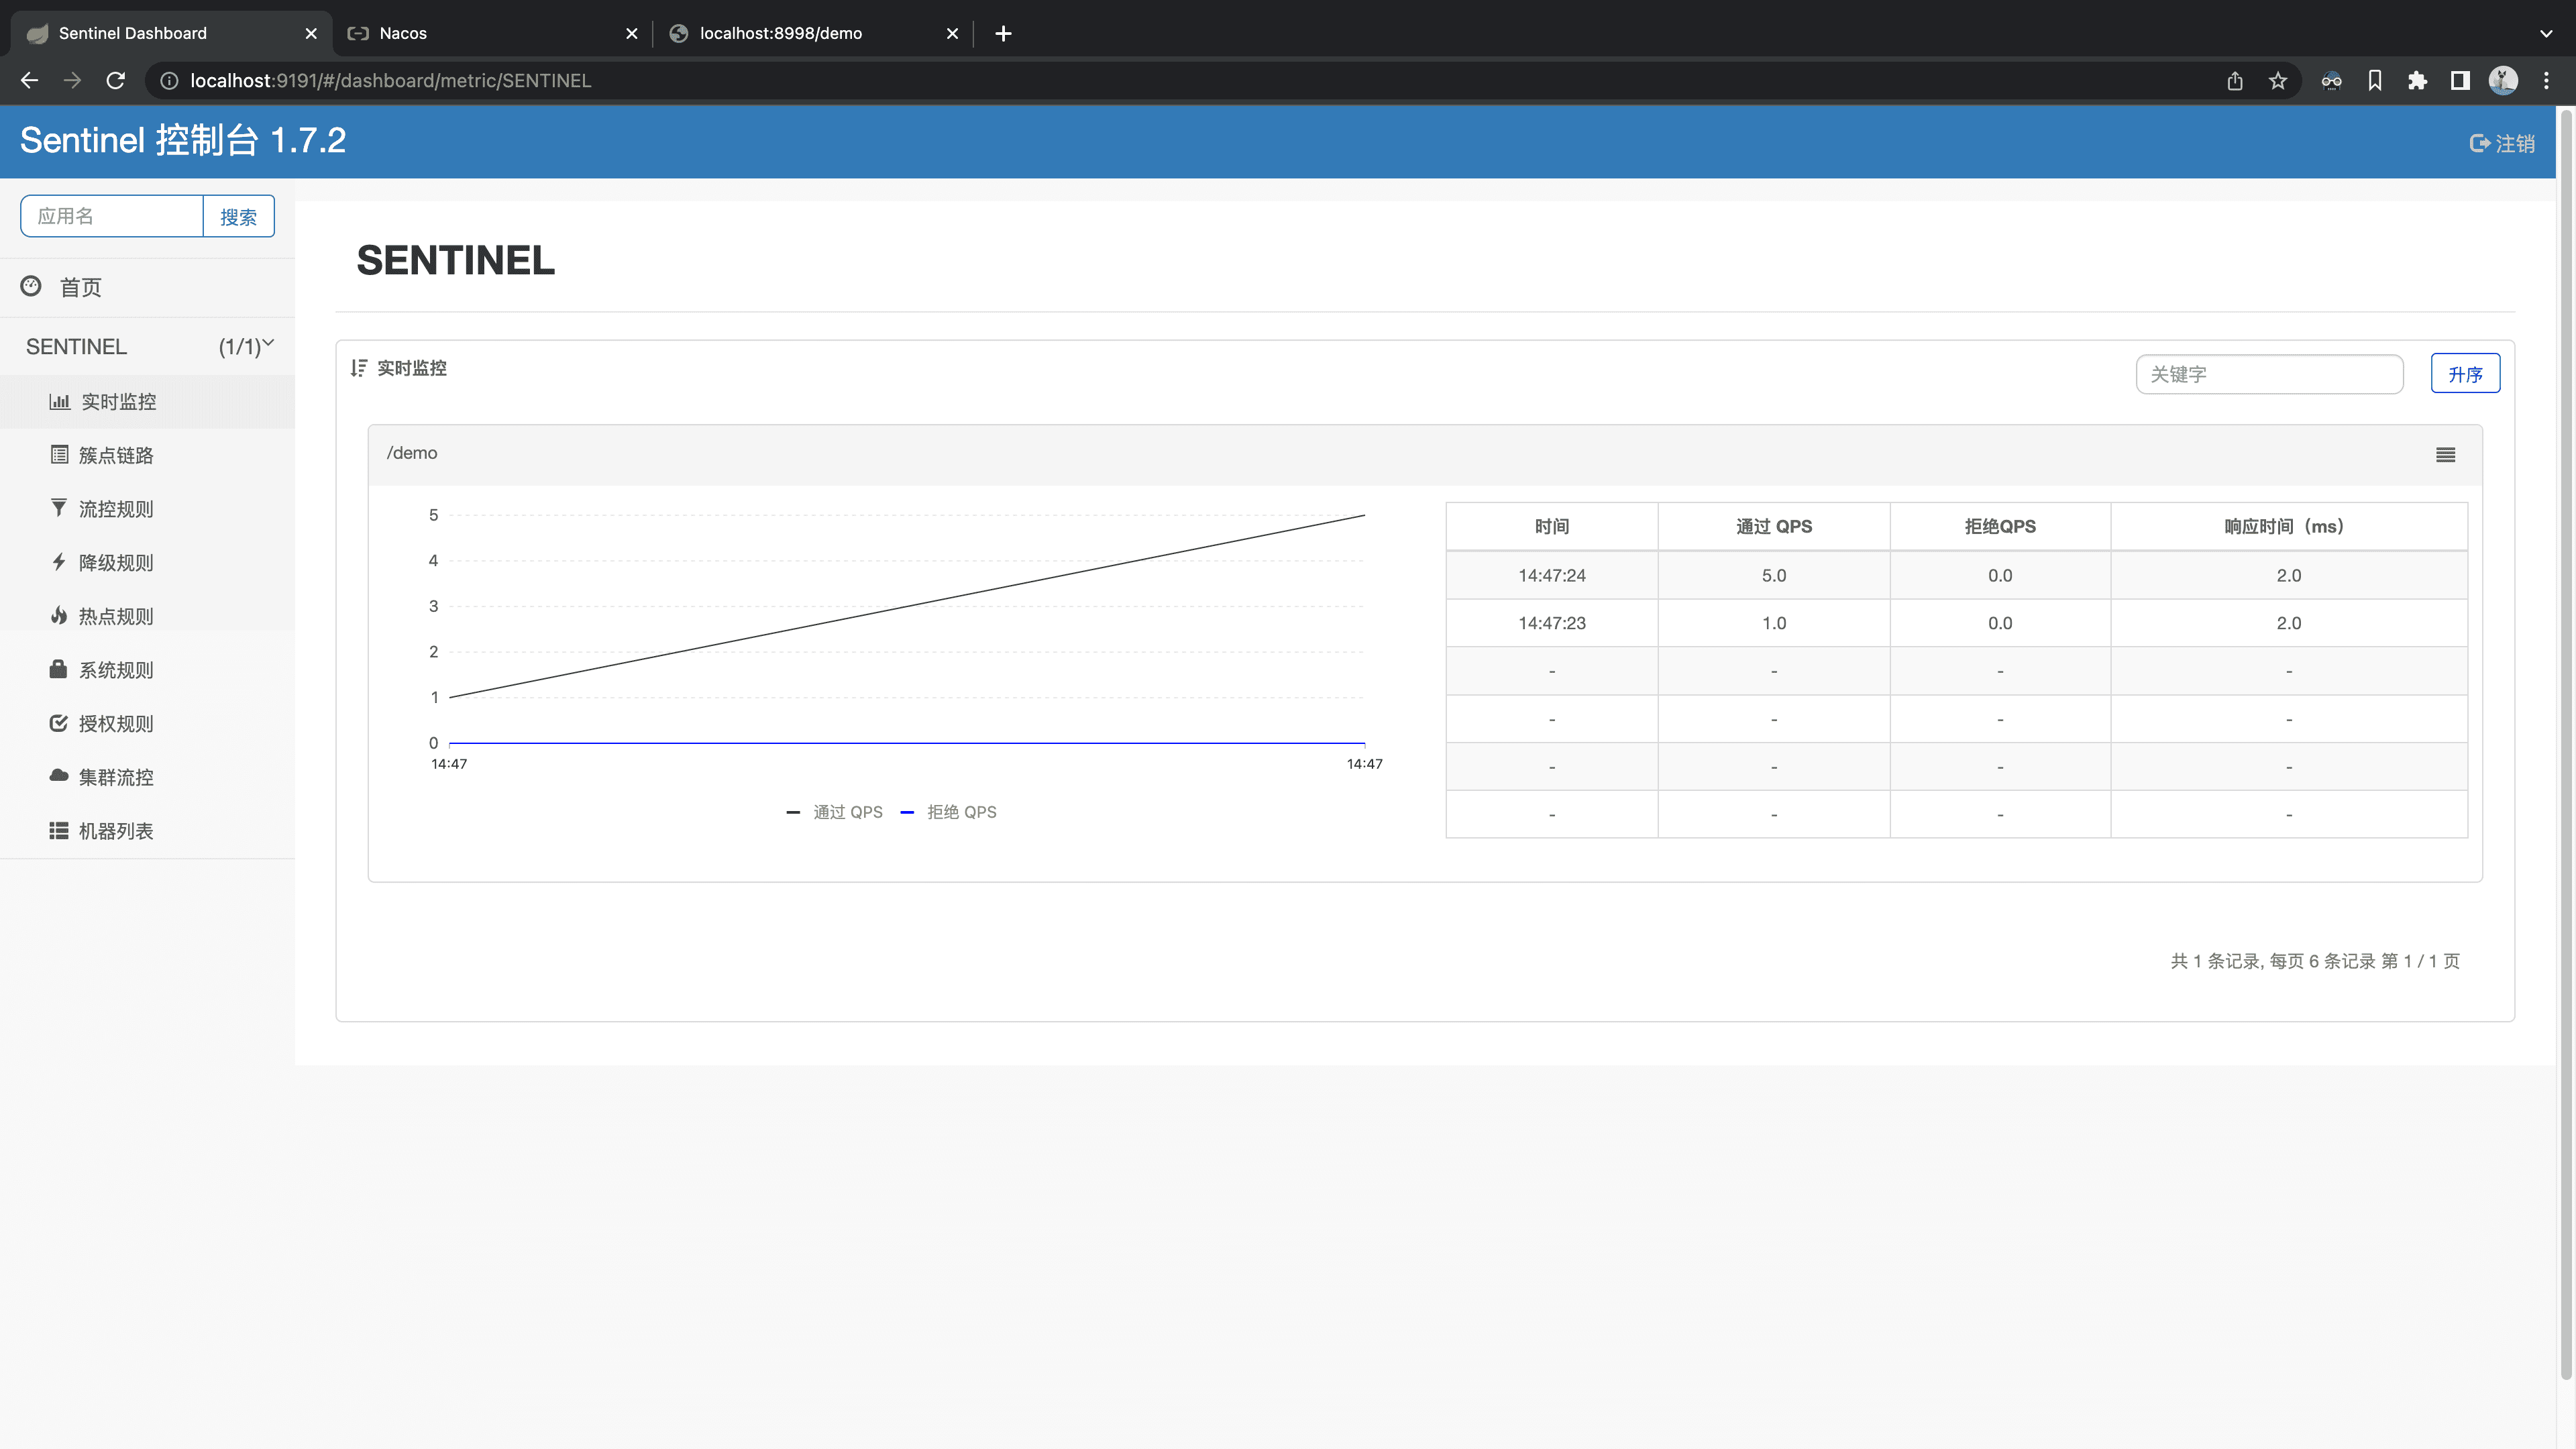 Sentinel Dashboard
Nacos
localhost:8998/demo
localhost:9191/#/dashboard/metric/SENTINEL
Sentinel 控制台 1.7.2
注销
应用名
搜索
首页
SENTINEL (1/1)
实时监控
簇点链路
流控规则
降级规则
热点规则
系统规则
授权规则
集群流控
机器列表
SENTINEL
实时监控
关键字
升序
/demo
5
4
3
2
1
0
14:47 14:47
通过 QPS 拒绝 QPS
时间 通过 QPS 拒绝QPS 响应时间（ms）
14:47:24 5.0 0.0 2.0
14:47:23 1.0 0.0 2.0
- - - -
- - - -
- - - -
- - - -
共 1 条记录, 每页 6 条记录 第 1 / 1 页